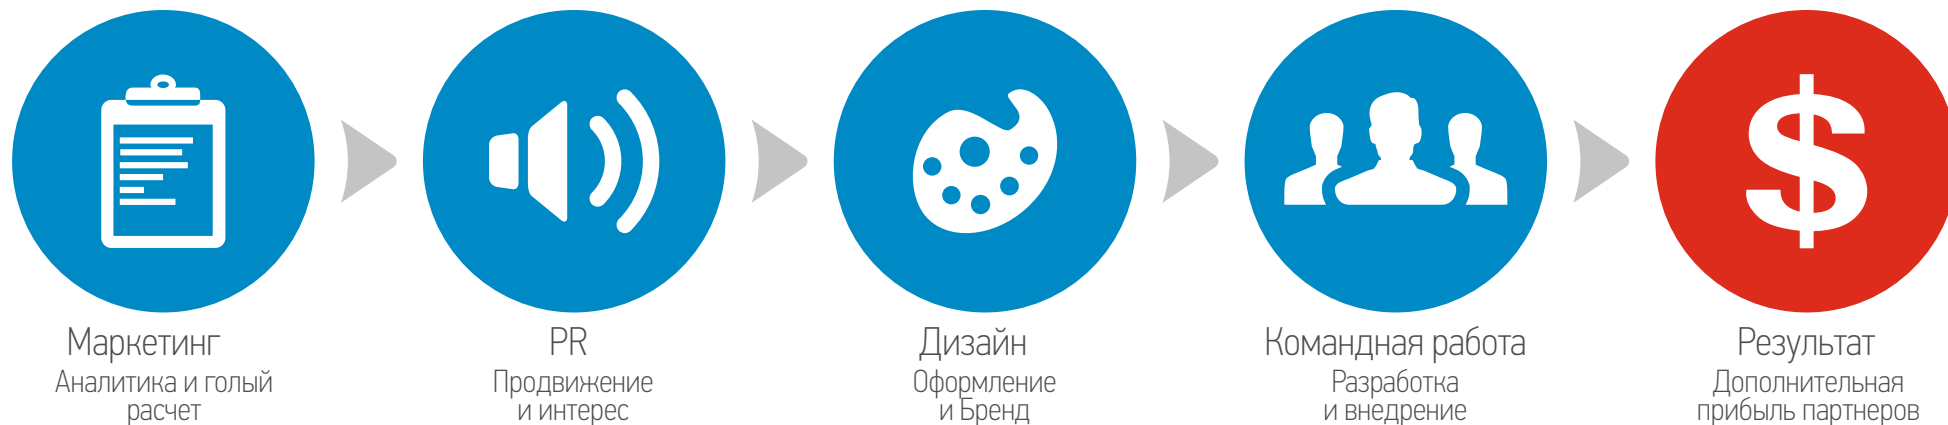 Маркетинг
Аналитика и голый
расчет
PR
Продвижение
и интерес
Дизайн
Оформление
и Бренд
Командная работа
Разработка
и внедрение
Результат
Дополнительная
прибыль партнеров